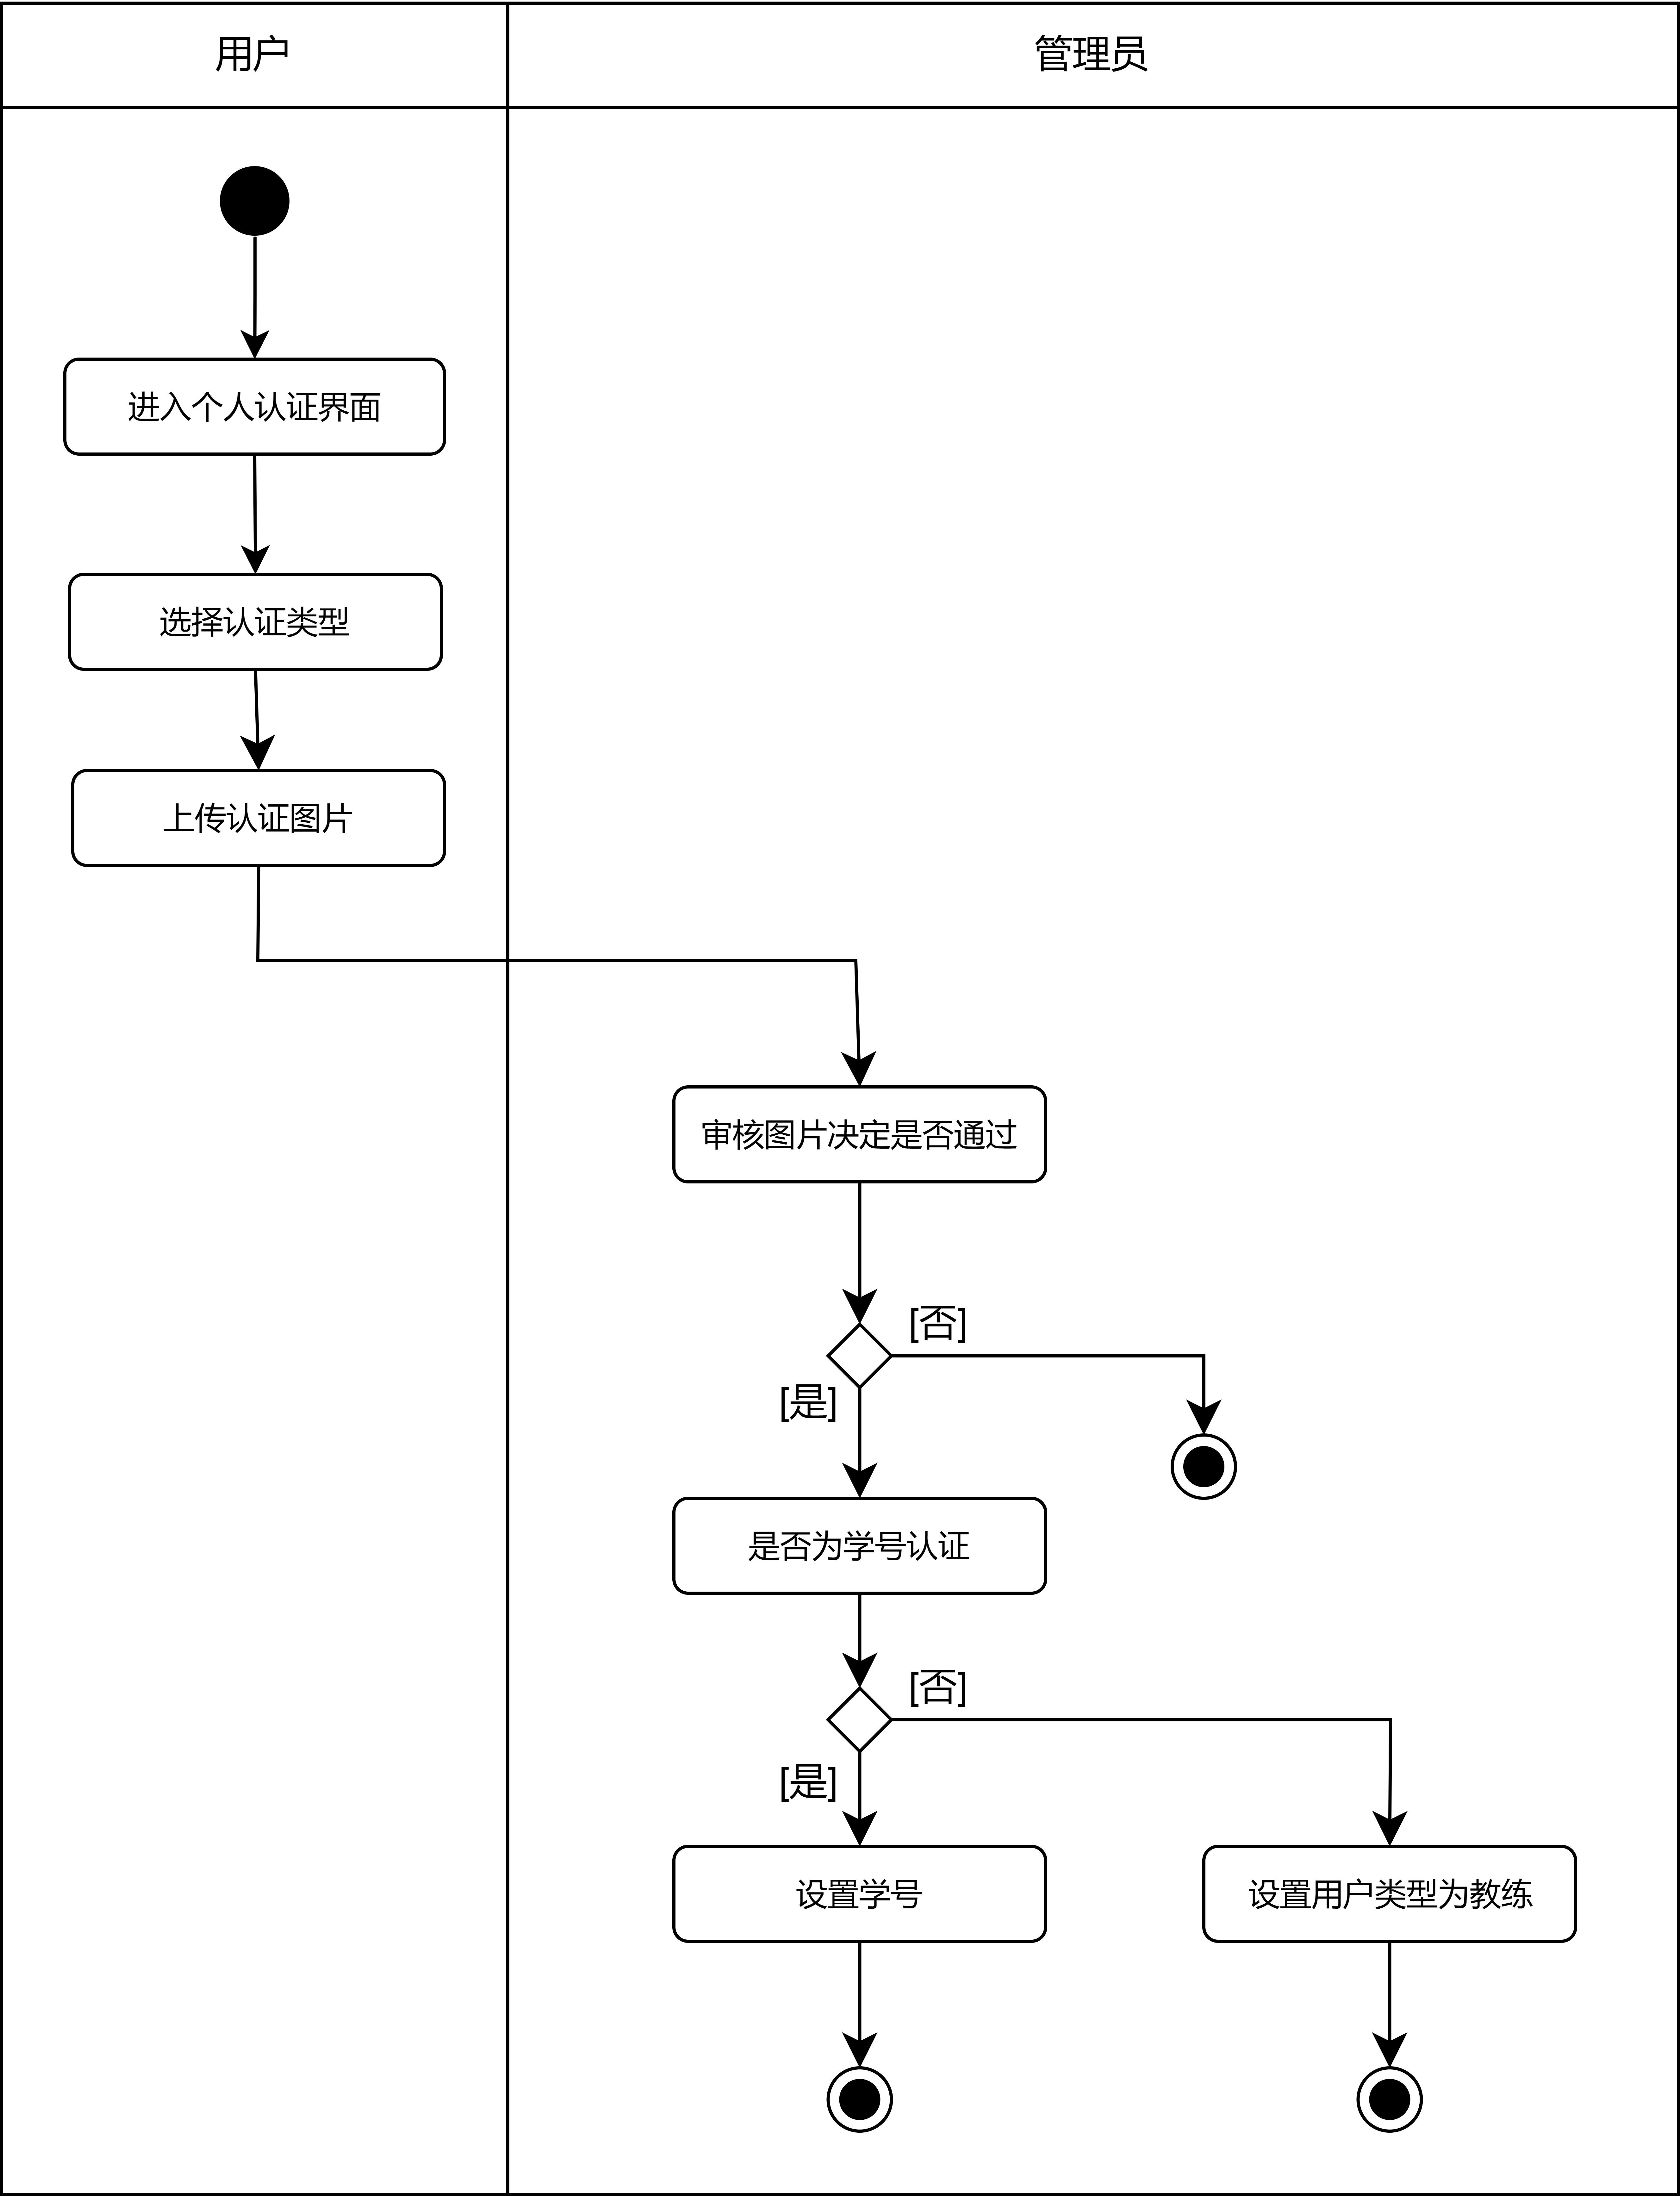 用户
管理员
进入个人认证界面
选择认证类型
上传认证图片
审核图片决定是否通过
[否]
[是]
是否为学号认证
[否]
[是]
设置学号
设置用户类型为教练